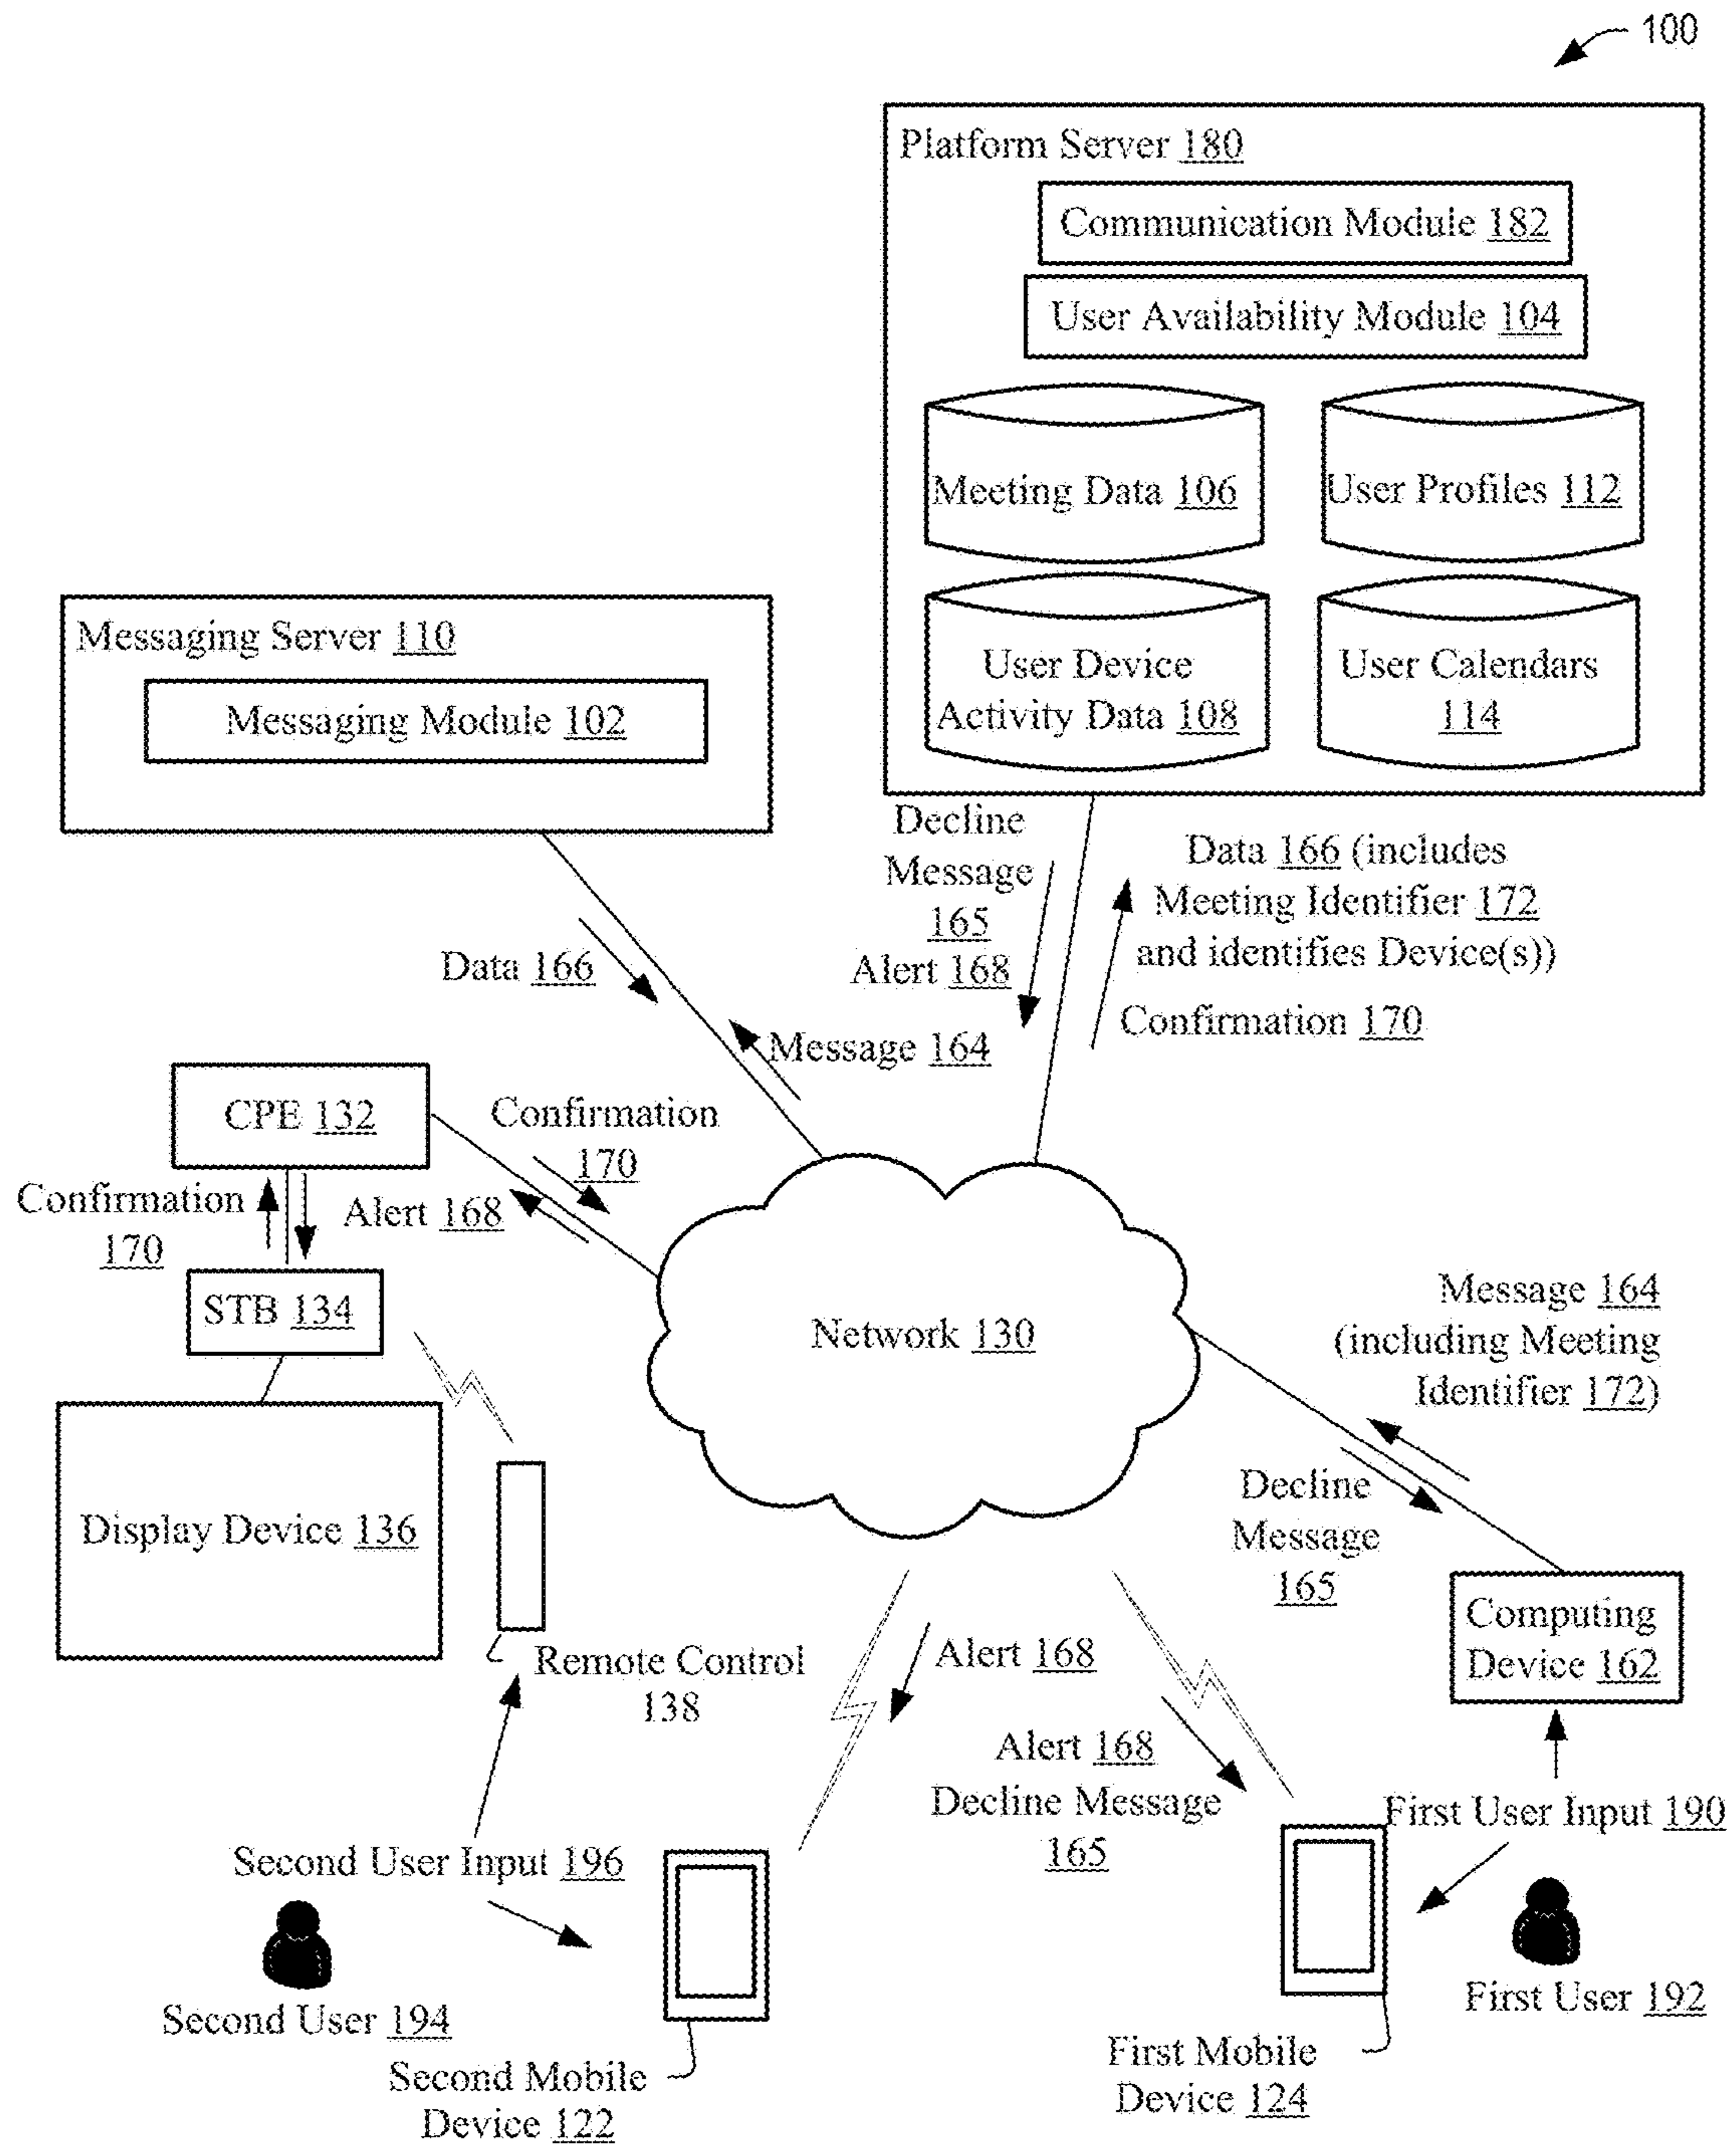 100
Platform Server 180
Communication Module 182
User Availability Module 104
Meeting Data 106
User Profiles 112
User Device
Activity Data 108
User Calendars
114
Messaging Server 110
Messaging Module 102
Decline
Message
165
Alert 168
Data 166 (includes
Meeting Identifier 172
and identifies Device(s))
Confirmation 170
Data 166
Message 164
CPE 132
Confirmation
170
Confirmation
170
Alert 168
STB 134
Network 130
Message 164
(including Meeting
Identifier 172)
Decline
Message
165
Display Device 136
Remote Control
138
Computing
Device 162
Alert 168
Alert 168
Decline Message
165
First User Input 190
Second User Input 196
Second User 194
First User 192
Second Mobile
Device 122
First Mobile
Device 124